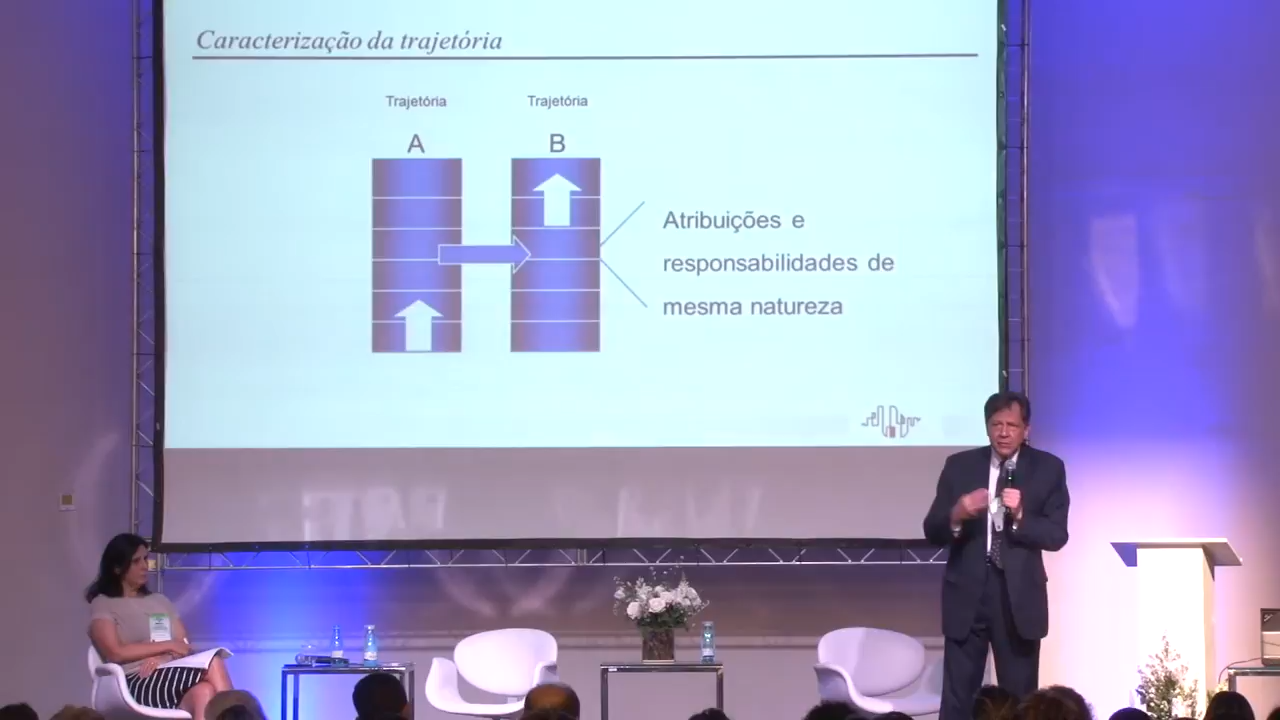 Caracterização da trajetória
Trajetória
A
Trajetória
B
Atribuições e
responsabilidades de
mesma natureza